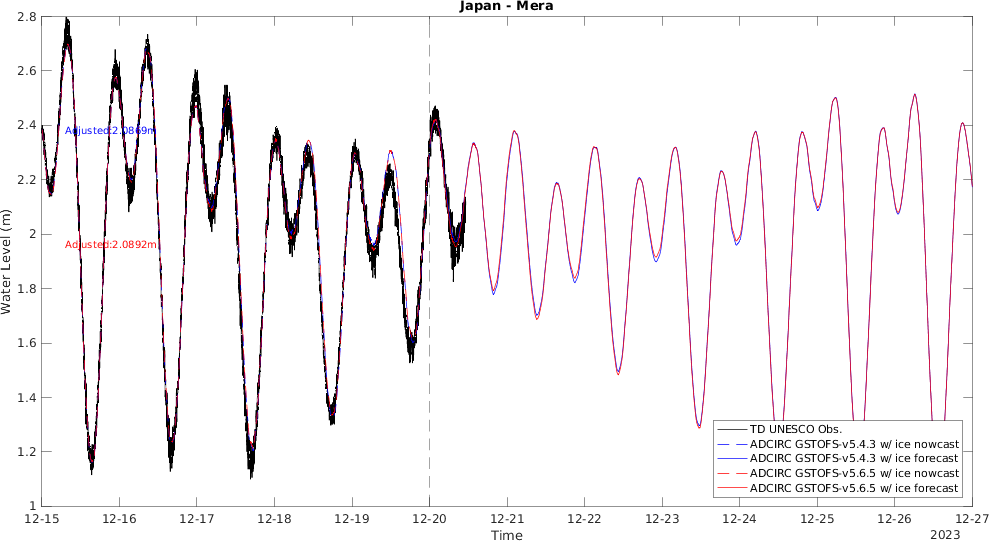 Japan - Mera
Water Level (m)
2.8
2.6
2.4
2.2
2
1.8
1.6
1.4
1.2
1
Adjusted:2.0869m
Adjusted:2.0892m
TD UNESCO Obs.
ADCIRC GSTOFS-v5.4.3 w/ ice nowcast
ADCIRC GSTOFS-v5.4.3 w/ ice forecast
ADCIRC GSTOFS-v5.6.5 w/ ice nowcast
ADCIRC GSTOFS-v5.6.5 w/ ice forecast
12-15 12-16 12-17 12-18 12-19 12-20 12-21 12-22 12-23 12-24 12-25 12-26 12-27
Time
2023